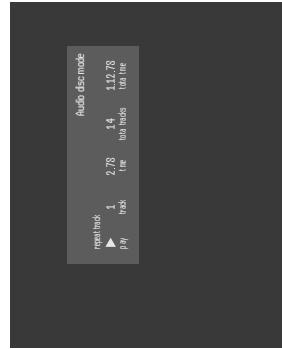 Audio disc mode
repeat track
▶ 1 2.78 14 1.12.78
play track time total tracks total time